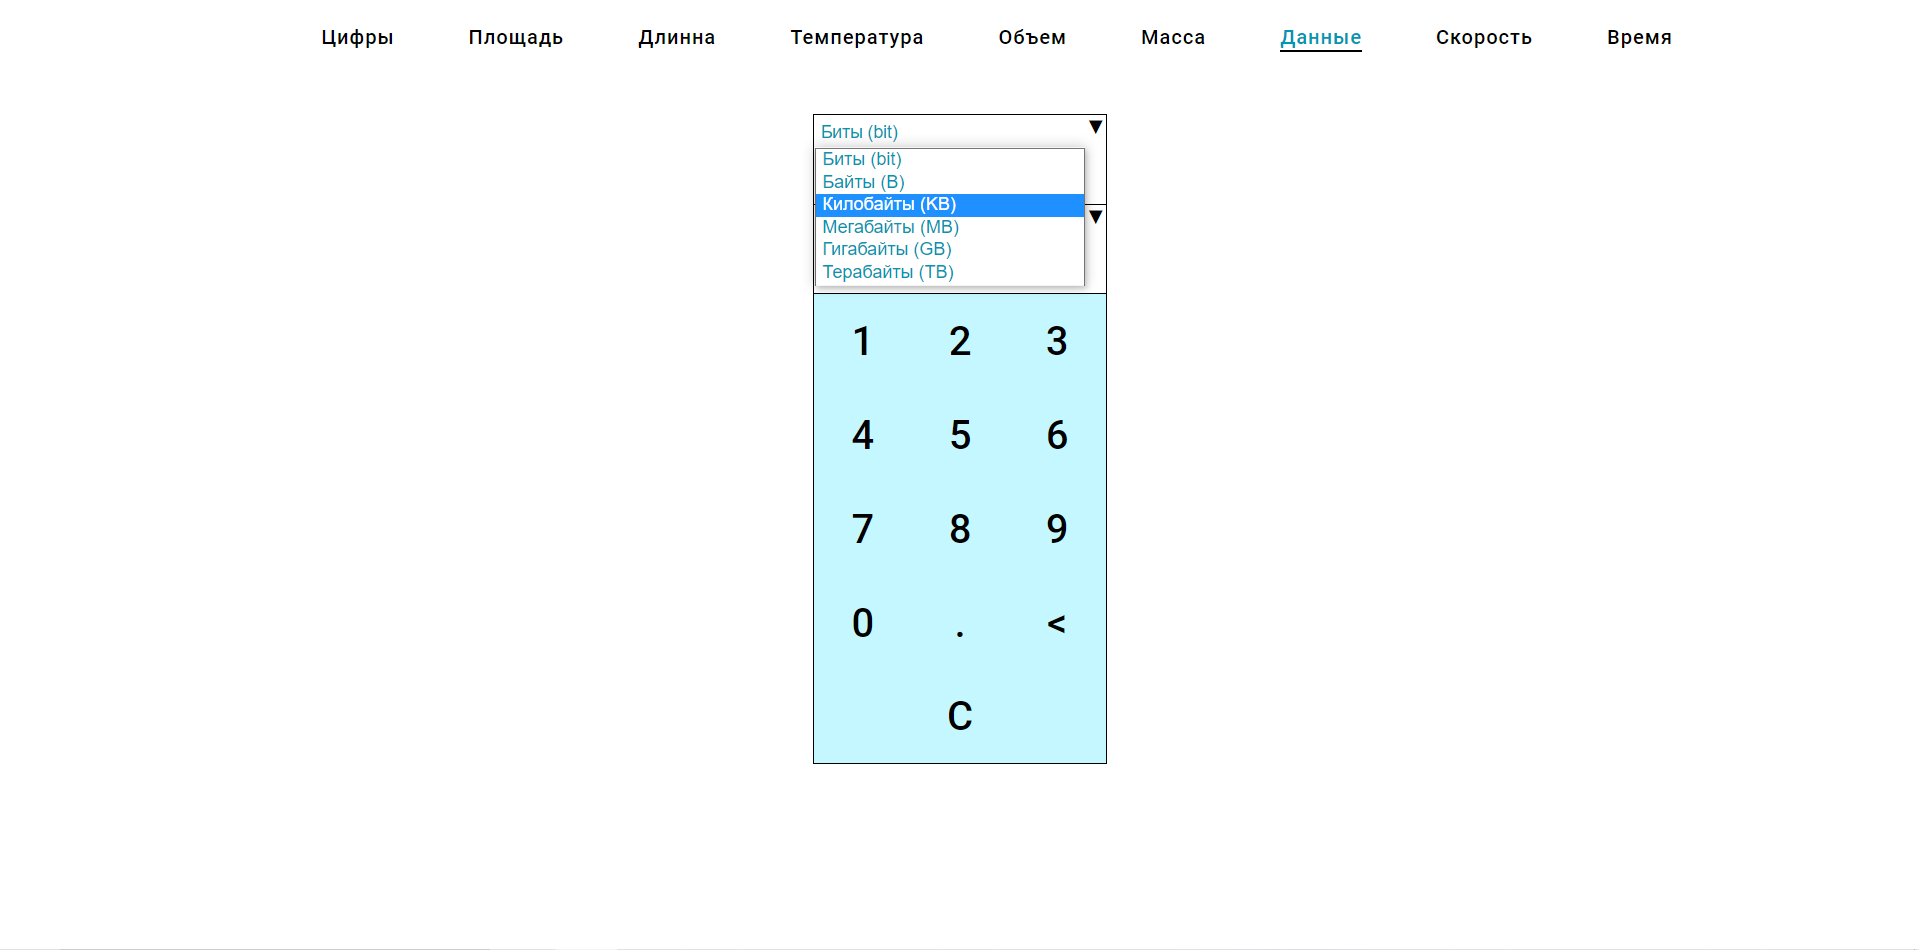 Цифры Площадь Длинна Температура Объем Масса Данные Скорость Время
Биты (bit) ▼
Биты (bit)
Байты (B)
Килобайты (KB)
▼
Мегабайты (MB)
Гигабайты (GB)
Терабайты (TB)
1 2 3
4 5 6
7 8 9
0 . <
C